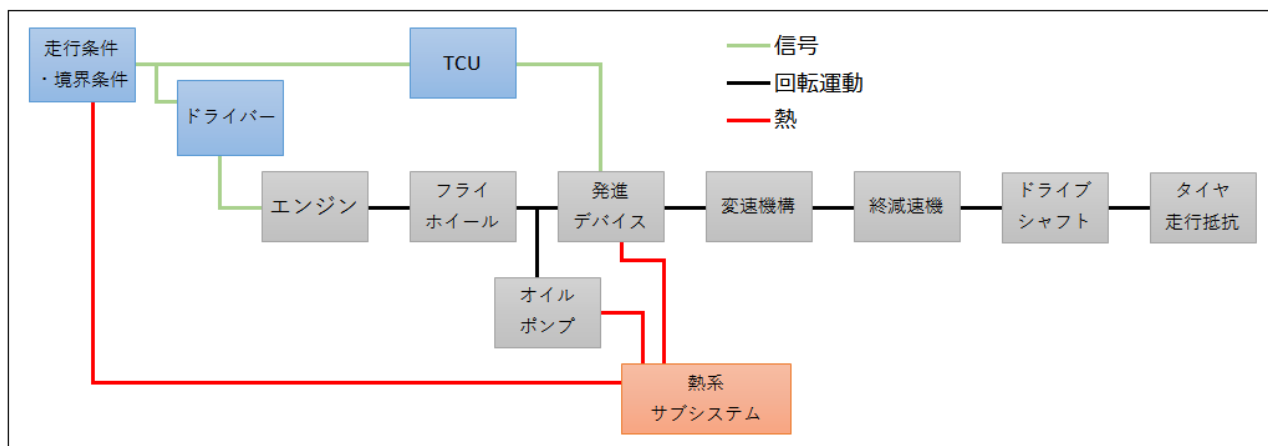 走行条件
・境界条件
TCU
信号
回転運動
熱
ドライバー
エンジン
フライ
ホイール
発進
デバイス
変速機構
終減速機
ドライブ
シャフト
タイヤ
走行抵抗
オイル
ポンプ
熱系
サブシステム